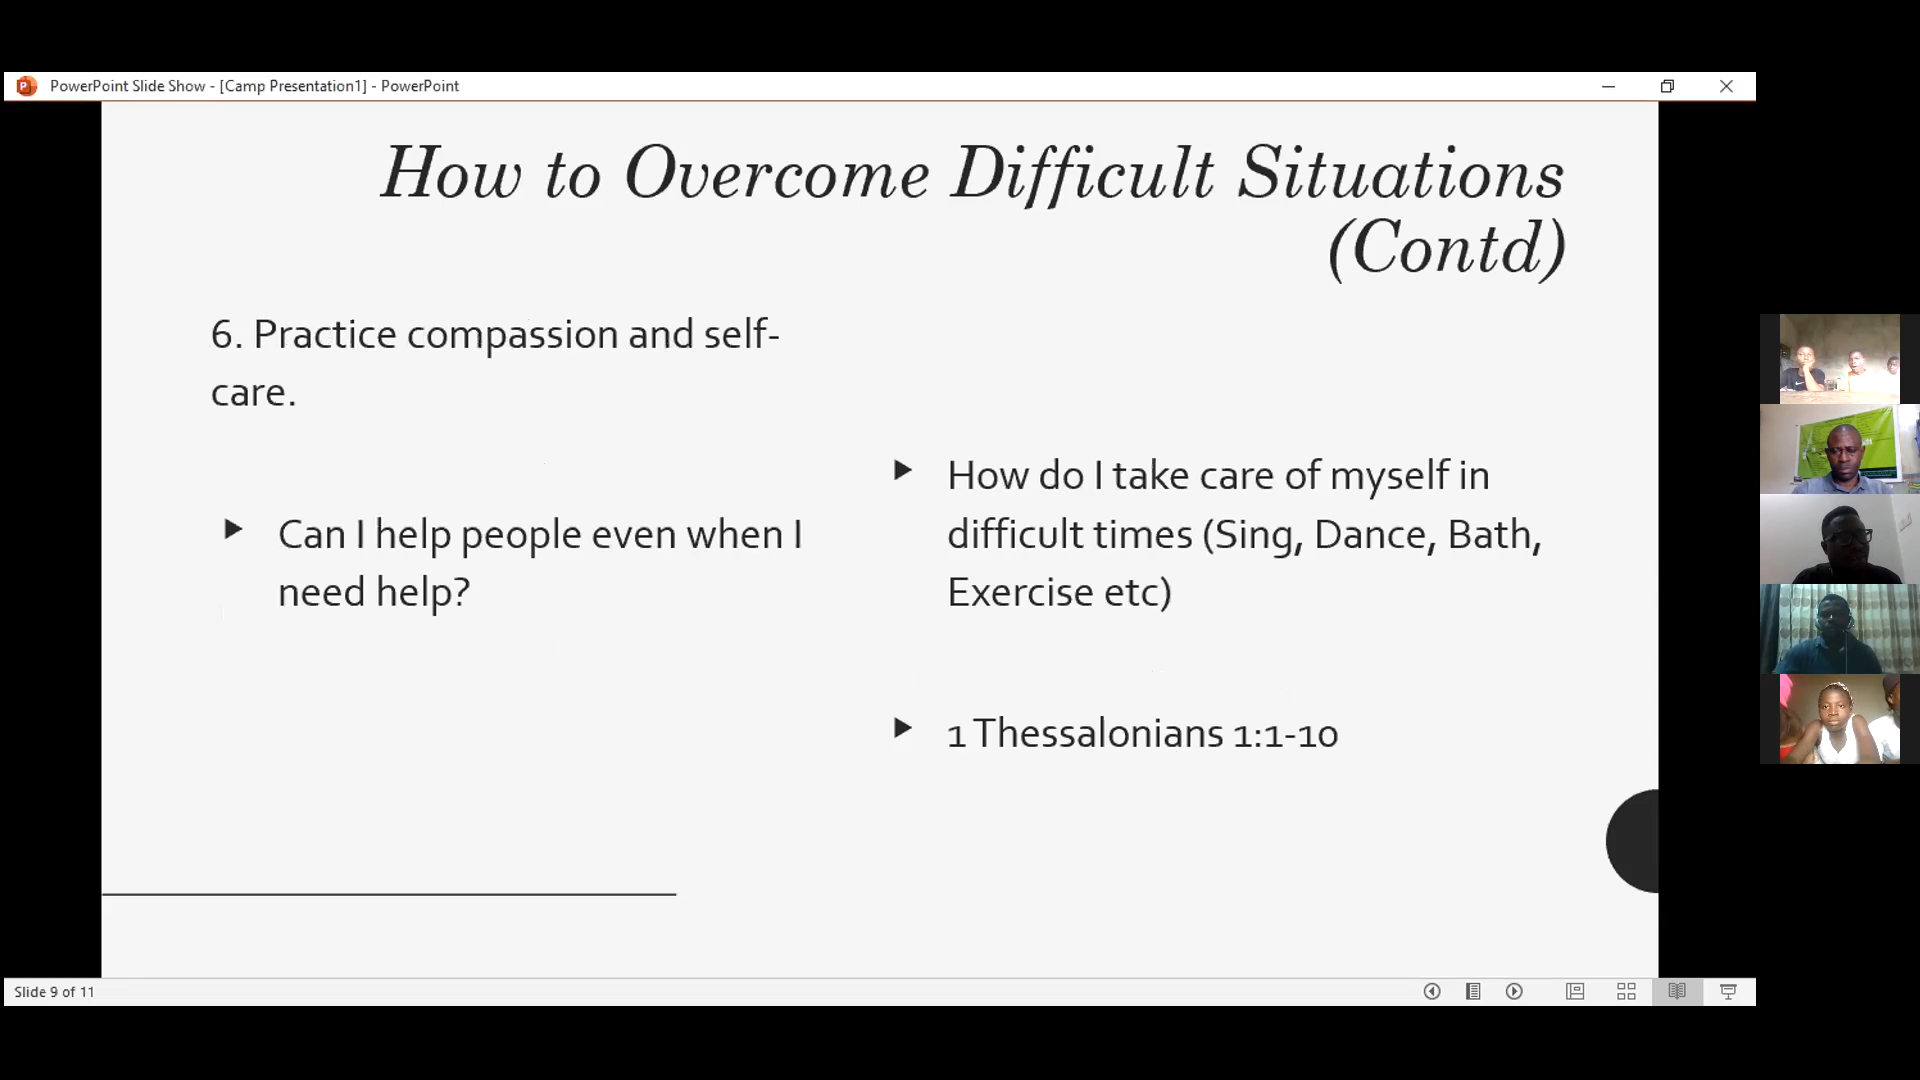 PowerPoint Slide Show - [Camp Presentation1] - PowerPoint
How to Overcome Difficult Situations
(Contd)
6. Practice compassion and self-
care.
Can I help people even when I
need help?
How do I take care of myself in
difficult times (Sing, Dance, Bath,
Exercise etc)
1 Thessalonians 1:1-10
Slide 9 of 11